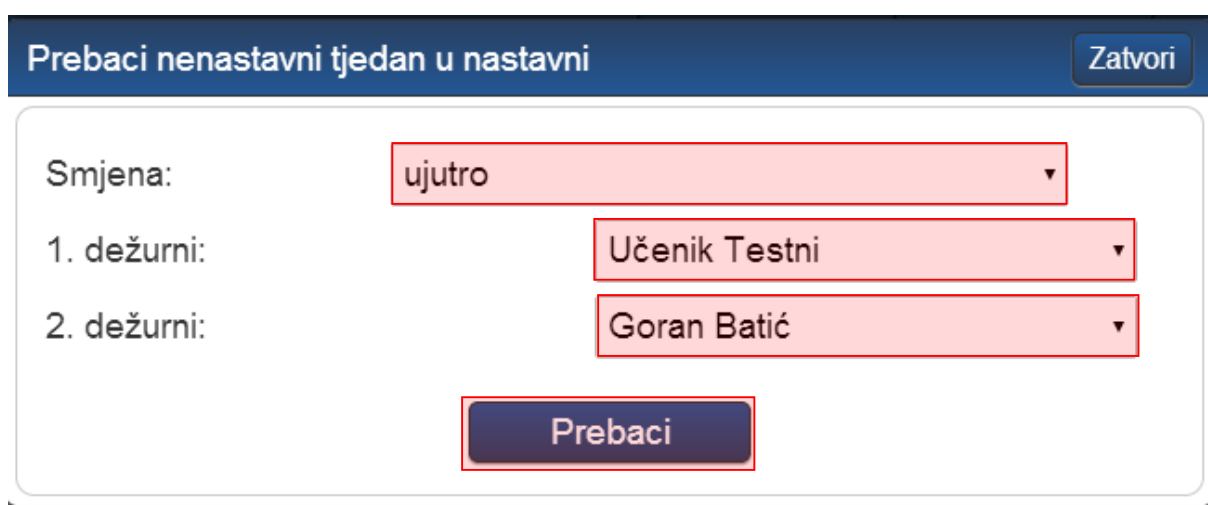 Prebaci nenastavni tjedan u nastavni Zatvori
Smjena: ujutro
1. dežurni: Učenik Testni
2. dežurni: Goran Batić
Prebaci